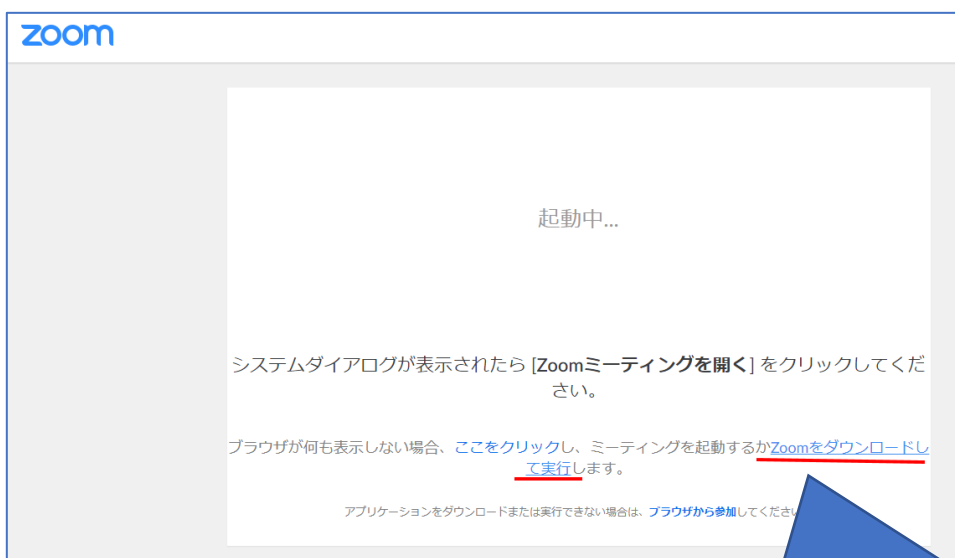 zoom
起動中...
システムダイアログが表示されたら [Zoomミーティングを開く] をクリックしてくだ
さい。
ブラウザが何も表示しない場合、ここをクリックし、ミーティングを起動するかZoomをダウンロードし
て実行します。
アプリケーションをダウンロードまたは実行できない場合は、ブラウザから参加してくださ